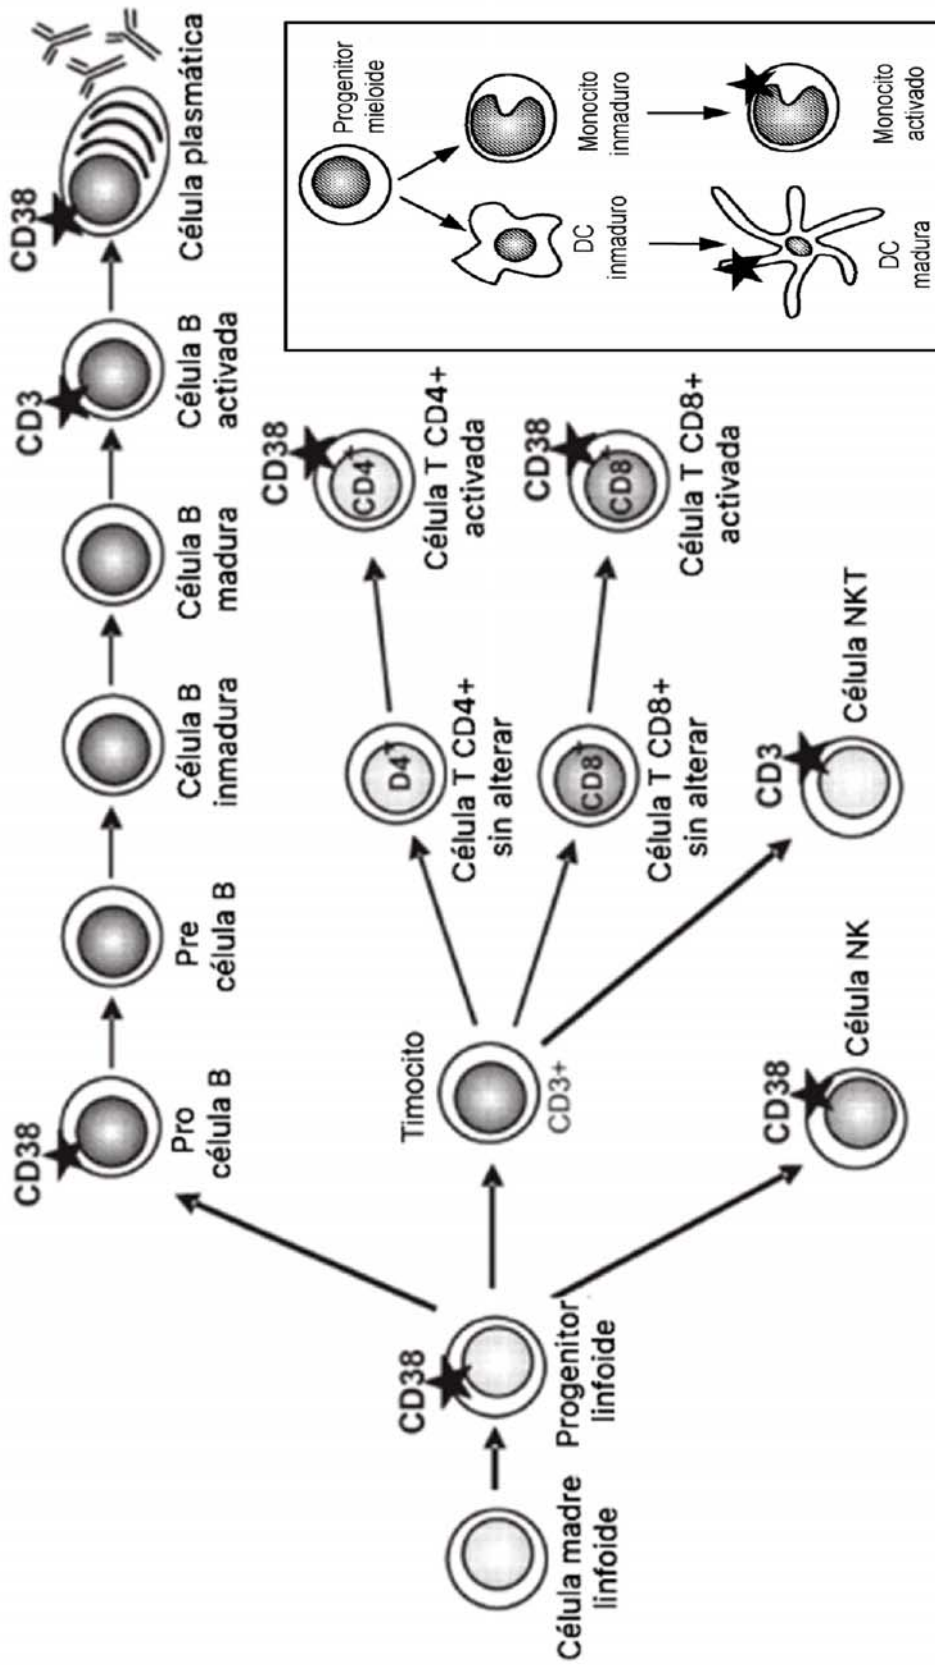 CD38
Pro
célula B
Pre
célula B
Célula B
inmadura
Célula B
madura
CD3
Célula B
activada
CD38
Célula plasmática
Célula madre
linfoide
CD38
Progenitor
linfoide
Timocito
CD3+
D4+
Célula T CD4+
sin alterar
CD38
CD4+
Célula T CD4+
activada
CD8+
Célula T CD8+
sin alterar
CD38
CD8+
Célula T CD8+
activada
CD38
Célula NK
CD3
Célula NKT
Progenitor
mieloide
DC
inmaduro
Monocito
inmaduro
DC
madura
Monocito
activado